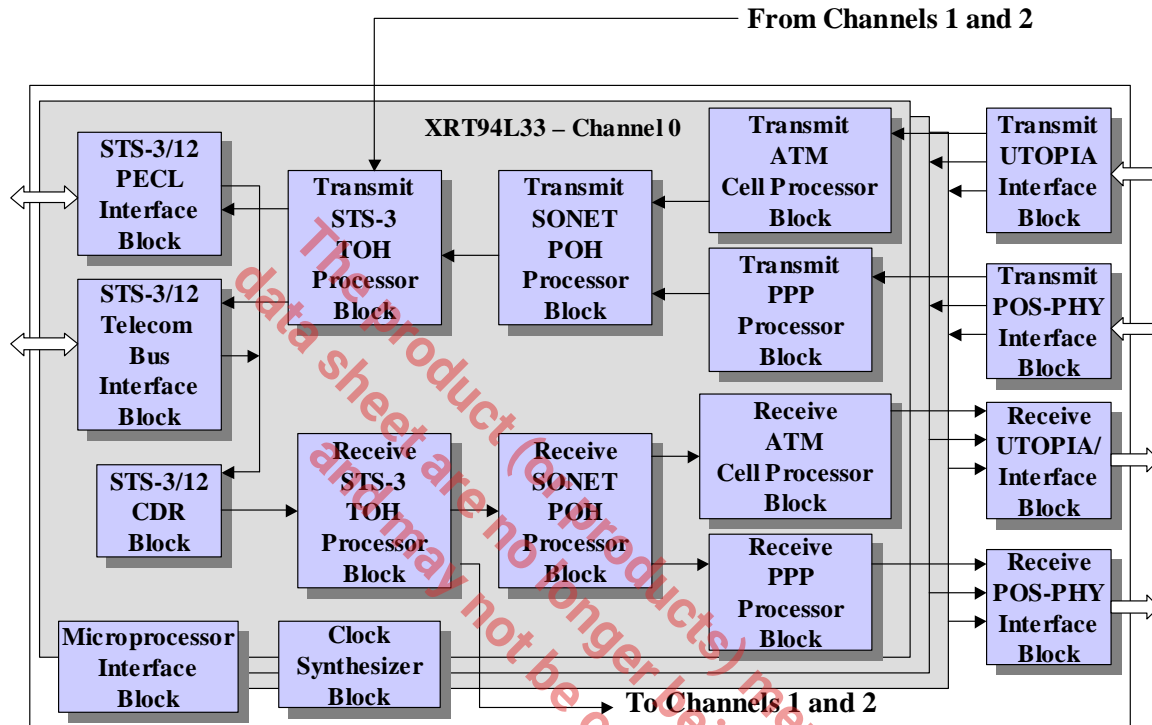 From Channels 1 and 2
XRT94L33 – Channel 0
STS-3/12
PECL
Interface
Block
Transmit
STS-3
TOH
Processor
Block
Transmit
SONET
POH
Processor
Block
Transmit
ATM
Cell Processor
Block
Transmit
UTOPIA
Interface
Block
STS-3/12
Telecom
Bus
Interface
Block
Transmit
PPP
Processor
Block
Transmit
POS-PHY
Interface
Block
STS-3/12
CDR
Block
Receive
STS-3
TOH
Processor
Block
Receive
SONET
POH
Processor
Block
Receive
ATM
Cell Processor
Block
Receive
UTOPIA/
Interface
Block
Receive
PPP
Processor
Block
Receive
POS-PHY
Interface
Block
Microprocessor
Interface
Block
Clock
Synthesizer
Block
To Channels 1 and 2
The product (or products)
data sheet are no longer
and may not be